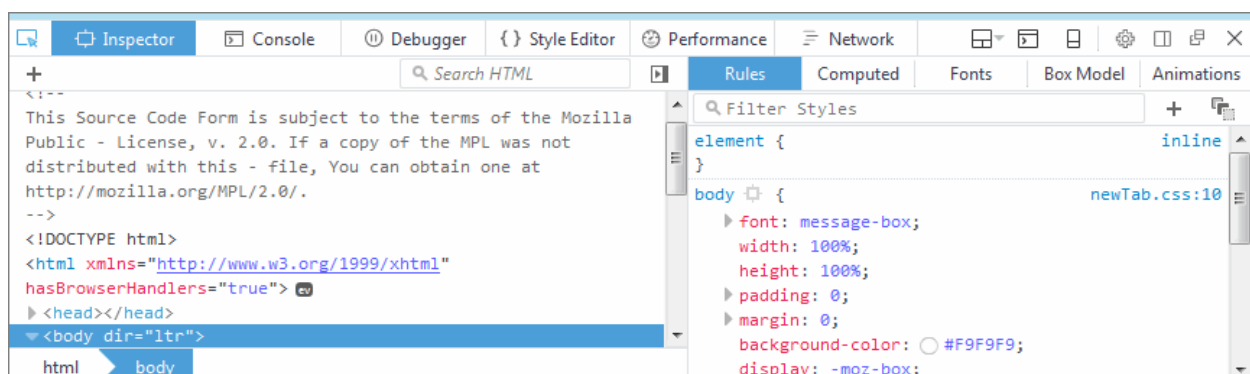 Inspector Console Debugger { } Style Editor Performance Network
Search HTML
Rules Computed Fonts Box Model Animations
<!--
This Source Code Form is subject to the terms of the Mozilla
Public - License, v. 2.0. If a copy of the MPL was not
distributed with this - file, You can obtain one at
http://mozilla.org/MPL/2.0/.
-->
<!DOCTYPE html>
<html xmlns="http://www.w3.org/1999/xhtml"
hasBrowserHandlers="true"> ev
<head></head>
<body dir="ltr">
html body
Filter Styles
element { inline
}
body { newTab.css:10
font: message-box;
width: 100%;
height: 100%;
padding: 0;
margin: 0;
background-color: #F9F9F9;
display: -moz-box;